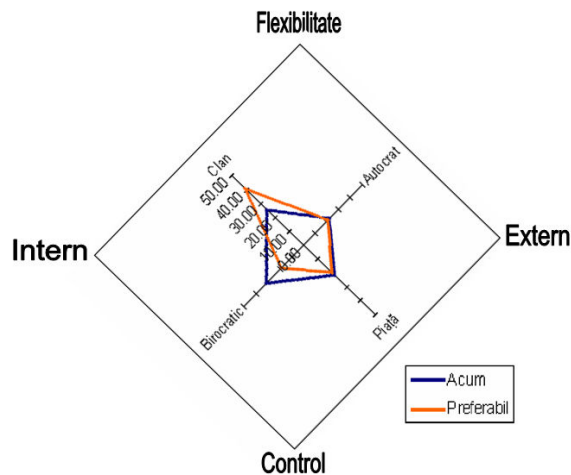 Flexibilitate
Clan
Autocrat
50.00
40.00
30.00
20.00
10.00
0.00
Intern
Extern
Birocratic
Piață
Acum
Preferabil
Control